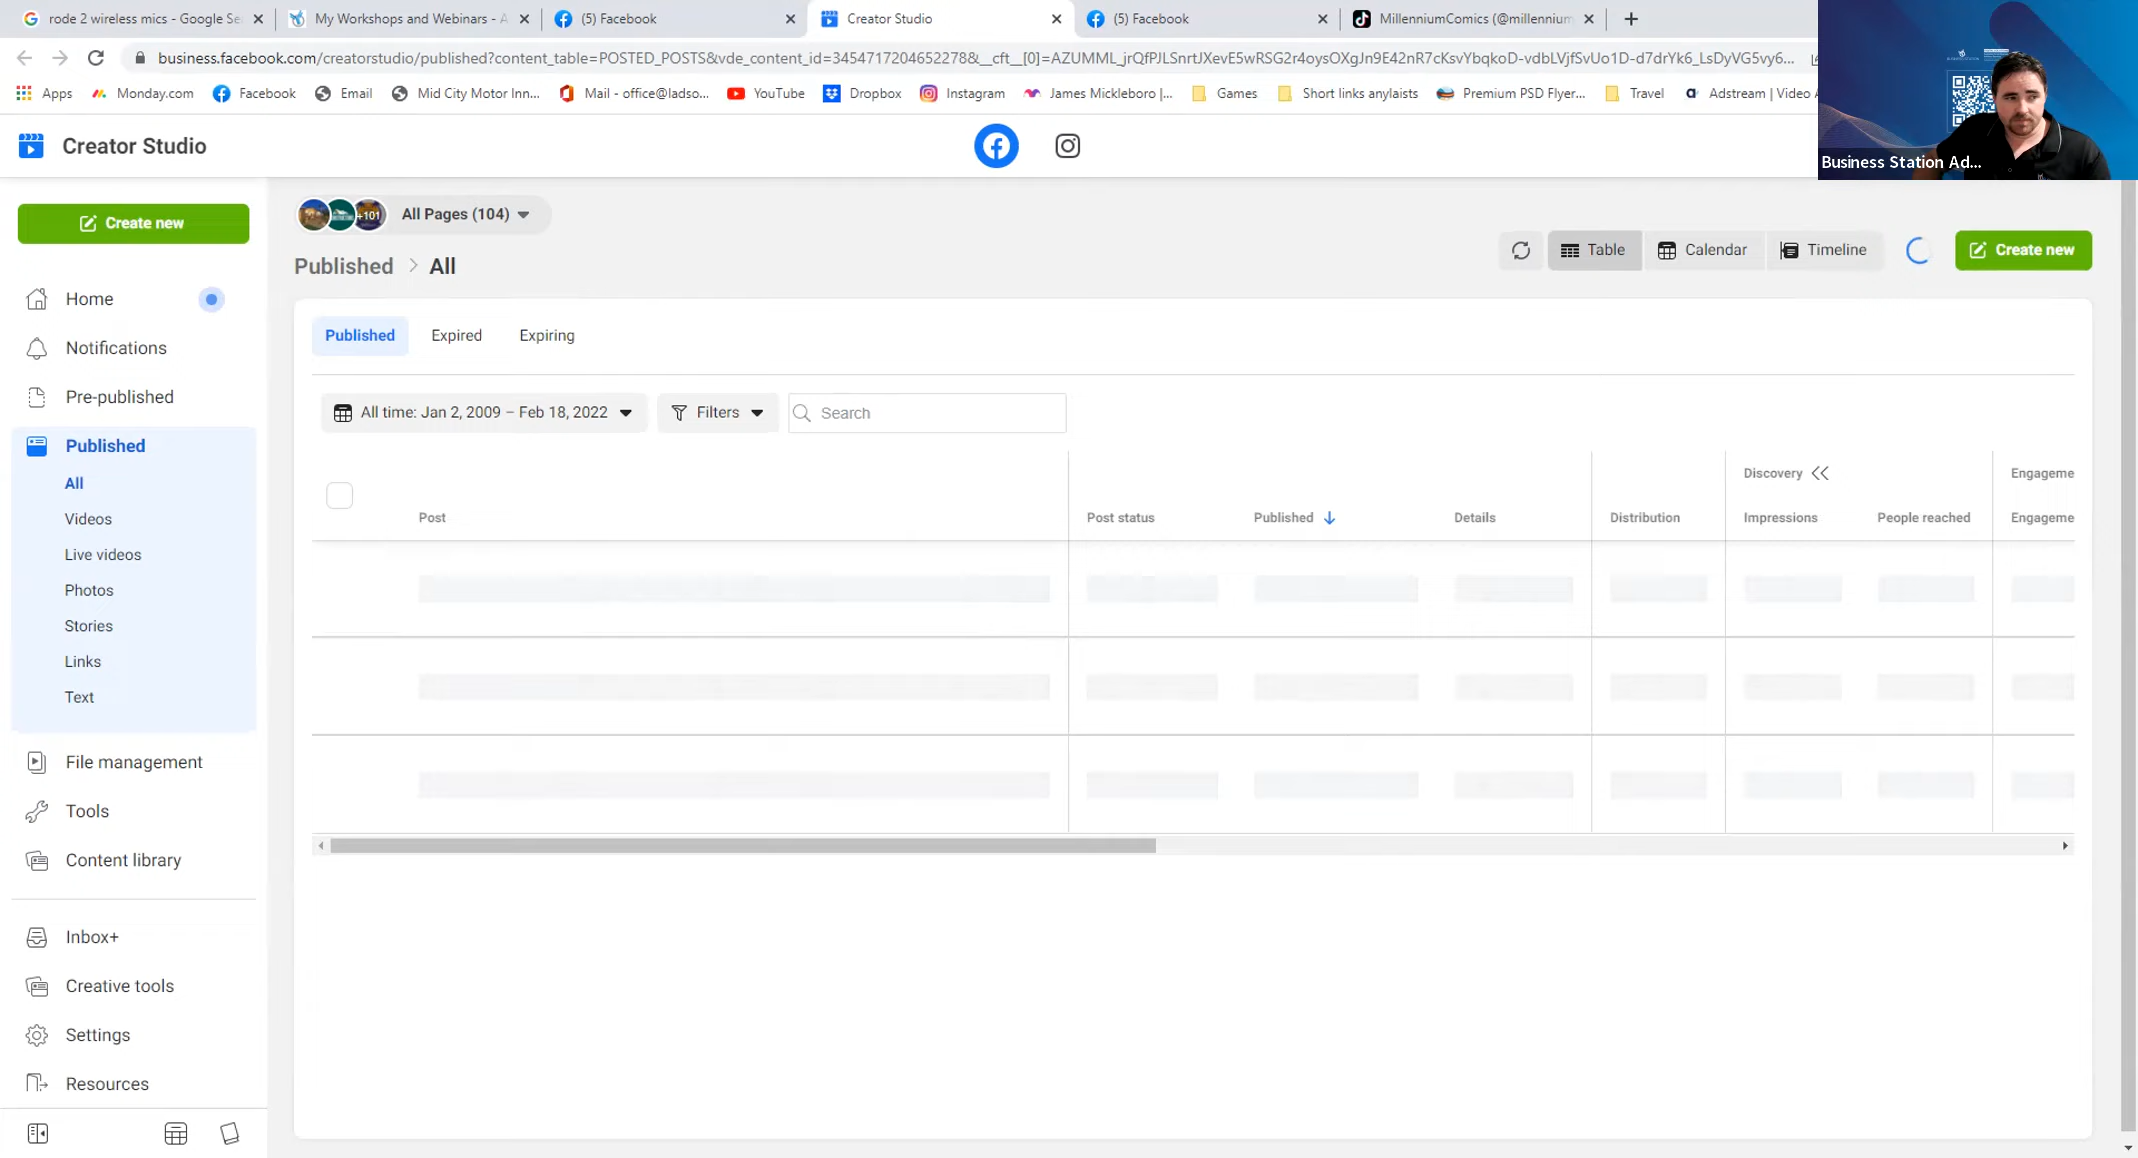 rode 2 wireless mics - Google Se
My Workshops and Webinars - A
(5) Facebook
Creator Studio
(5) Facebook
MillenniumComics (@millennium
business.facebook.com/creatorstudio/published?content_table=POSTED_POSTS&vde_content_id=345471720465227&__cft__[0]=AZUMML_jrQfPJLSnrtJXevE5wRSG2r4oysOXgJn9E42nR7cKsvYbqkoD-vdbLVjfSvUo1D-d7drYk6_LsDyVG5vy6...
Apps
Monday.com
Facebook
Email
Mid City Motor Inn...
Mail - office@ladso...
YouTube
Dropbox
Instagram
James Mickleboro |...
Games
Short links anylaists
Premium PSD Flyer...
Travel
Adstream | Video A
Business Station Ad...
Creator Studio
Create new
+101
All Pages (104)
Published > All
Table
Calendar
Timeline
Create new
Home
Notifications
Pre-published
Published
All
Videos
Live videos
Photos
Stories
Links
Text
File management
Tools
Content library
Inbox+
Creative tools
Settings
Resources
Published
Expired
Expiring
All time: Jan 2, 2009 – Feb 18, 2022
Filters
Search
Discovery
Engageme
Post
Post status
Published
Details
Distribution
Impressions
People reached
Engageme